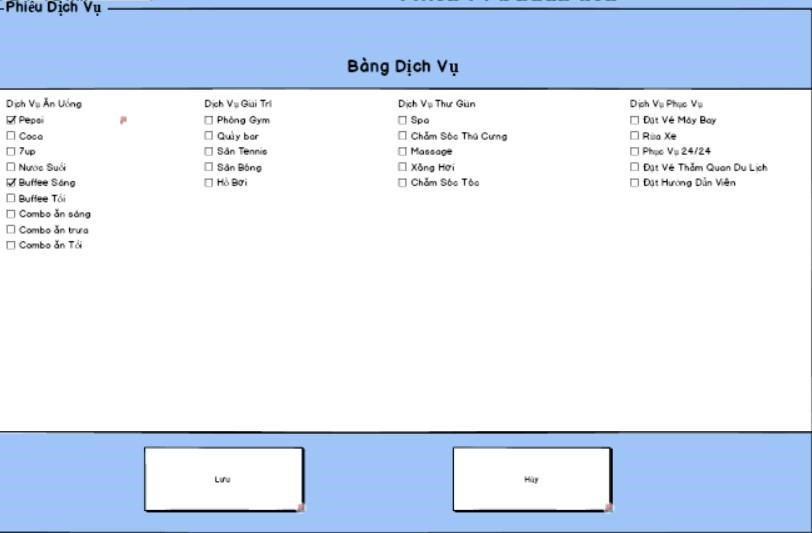 Phiếu Dịch Vụ
Bảng Dịch Vụ
Dịch Vụ Ăn Uống
Pepsi
Coca
7up
Nước Suối
Buffee Sáng
Buffee Tối
Combo ăn sáng
Combo ăn trưa
Combo ăn Tối
Dịch Vụ Giải Trí
Phòng Gym
Quầy bar
Sân Tennis
Sân Bóng
Hồ Bơi
Dịch Vụ Thư Giãn
Spa
Chăm Sóc Thú Cưng
Massage
Xông Hơi
Chăm Sóc Tóc
Dịch Vụ Phục Vụ
Đặt Vé Máy Bay
Rửa Xe
Phục Vụ 24/24
Đặt Vé Thăm Quan Du Lịch
Đặt Hướng Dẫn Viên
Lưu
Hủy